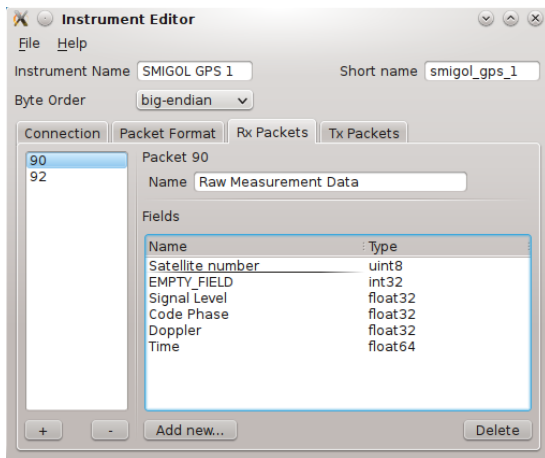 Instrument Editor
File Help
Instrument Name SMIGOL GPS 1 Short name smigol_gps_1
Byte Order big-endian
Connection Packet Format Rx Packets Tx Packets
90
92
Packet 90
Name Raw Measurement Data
Fields
Name Type
Satellite number uint8
EMPTY_FIELD int32
Signal Level float32
Code Phase float32
Doppler float32
Time float64
+ - Add new... Delete